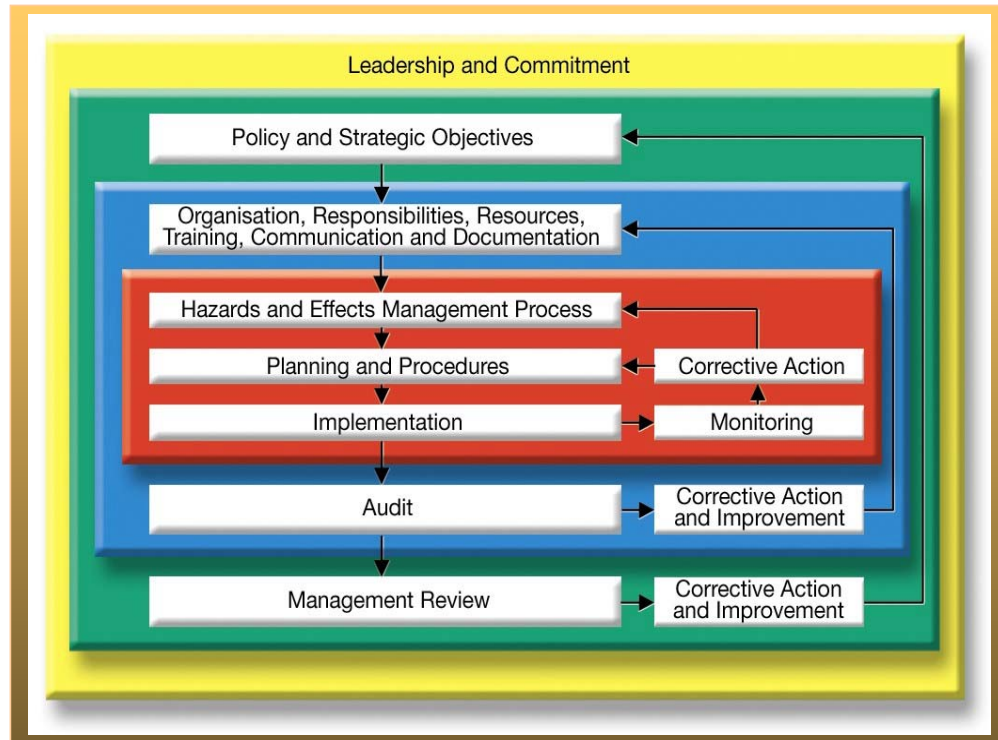 Leadership and Commitment
Policy and Strategic Objectives
Organisation, Responsibilities, Resources,
Training, Communication and Documentation
Hazards and Effects Management Process
Planning and Procedures
Corrective Action
Implementation
Monitoring
Audit
Corrective Action
and Improvement
Management Review
Corrective Action
and Improvement